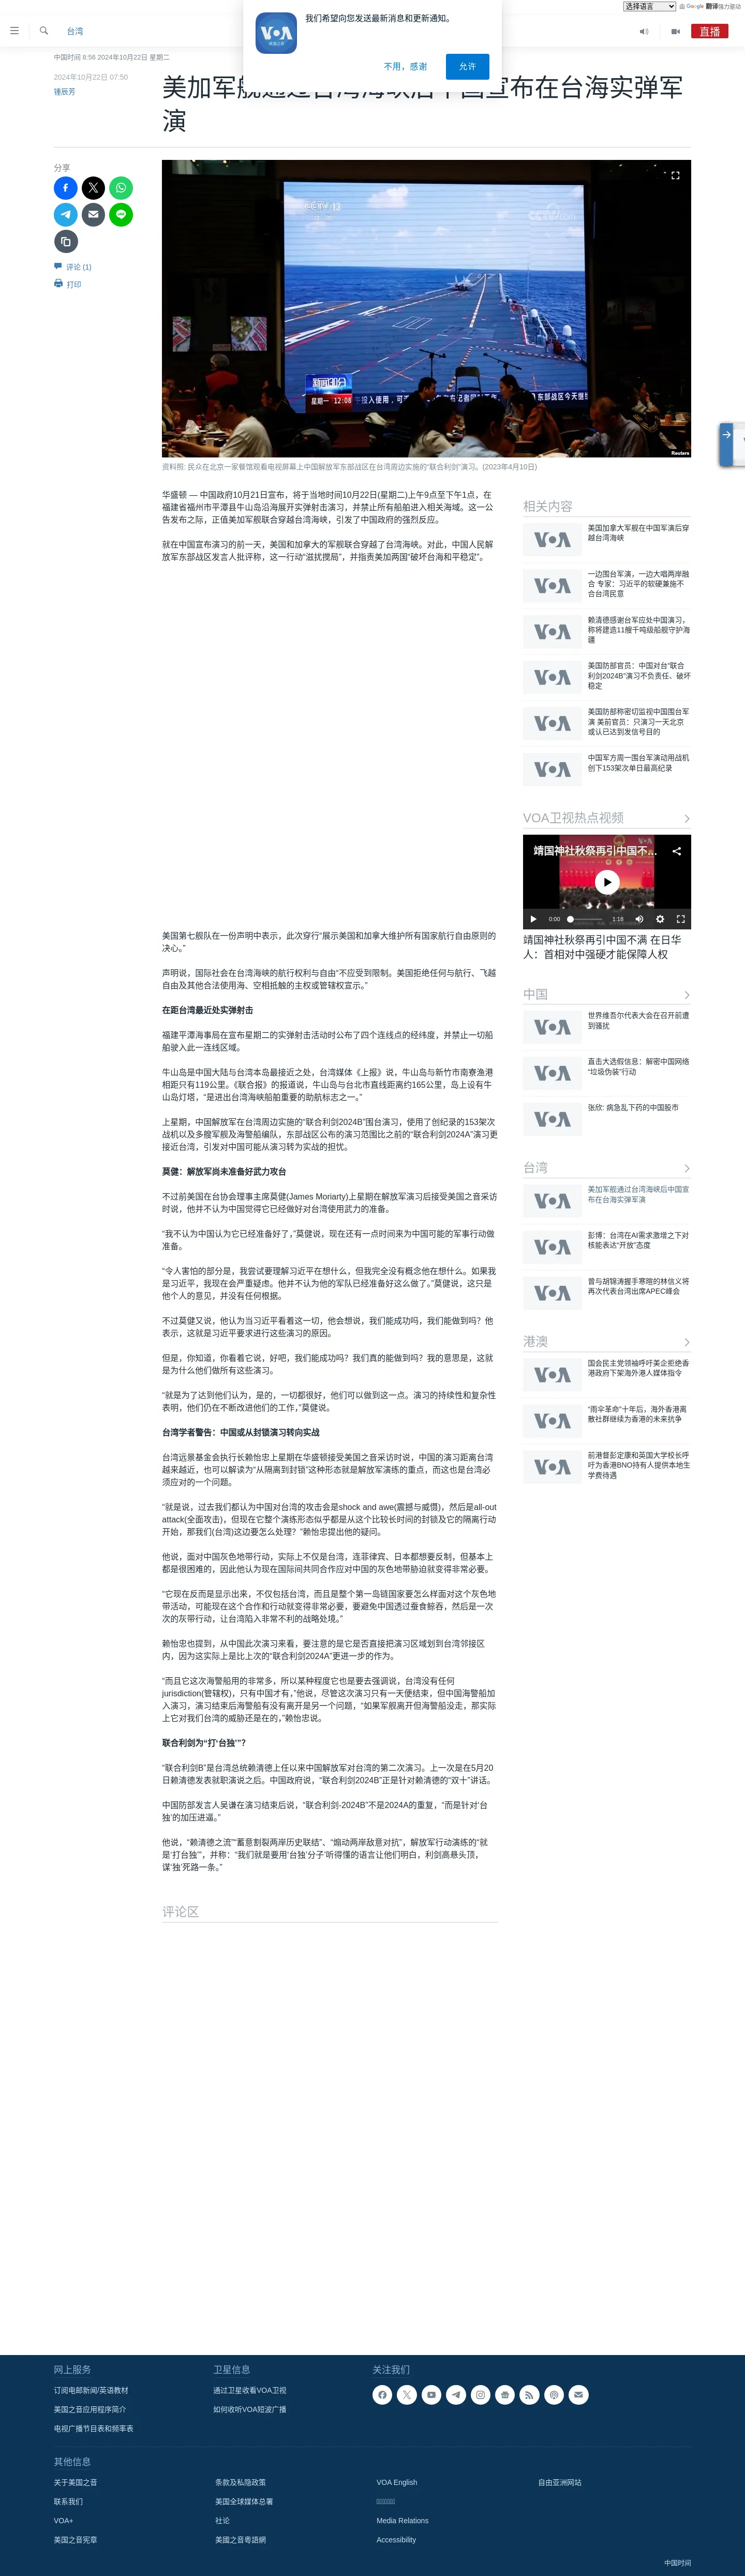 选择语言
由 Google 翻译强力驱动
我们希望向您发送最新消息和更新通知。
不用，感谢
允许
VOA
台湾
直播
中国时间 8:56 2024年10月22日 星期二
2024年10月22日 07:50
锺辰芳
美加军舰通过台湾海峡后中国宣布在台海实弹军
演
分享
评论 (1)
打印
CCTV 13
新闻30分
星期一 12:08
Reuters
资料照: 民众在北京一家餐馆观看电视屏幕上中国解放军东部战区在台湾周边实施的“联合利剑”演习。(2023年4月10日)
华盛顿 — 中国政府10月21日宣布，将于当地时间10月22日(星期二)上午9点至下午1点，在
福建省福州市平潭县牛山岛沿海展开实弹射击演习，并禁止所有船舶进入相关海域。这一公
告发布之际，正值美加军舰联合穿越台湾海峡，引发了中国政府的强烈反应。
就在中国宣布演习的前一天，美国和加拿大的军舰联合穿越了台湾海峡。对此，中国人民解
放军东部战区发言人批评称，这一行动“滋扰搅局”，并指责美加两国“破坏台海和平稳定”。
美国第七舰队在一份声明中表示，此次穿行“展示美国和加拿大维护所有国家航行自由原则的
决心。”
声明说，国际社会在台湾海峡的航行权利与自由“不应受到限制。美国拒绝任何与航行、飞越
自由及其他合法使用海、空相抵触的主权或管辖权宣示。”
在距台湾最近处实弹射击
福建平潭海事局在宣布星期二的实弹射击活动时公布了四个连线点的经纬度，并禁止一切船
舶驶入此一连线区域。
牛山岛是中国大陆与台湾本岛最接近之处，台湾媒体《上报》说，牛山岛与新竹市南寮渔港
相距只有119公里。《联合报》的报道说，牛山岛与台北市直线距离约165公里，岛上设有牛
山岛灯塔，“是进出台湾海峡船舶重要的助航标志之一。”
上星期，中国解放军在台湾周边实施的“联合利剑2024B”围台演习，使用了创纪录的153架次
战机以及多艘军舰及海警船编队，东部战区公布的演习范围比之前的“联合利剑2024A”演习更
接近台湾，引发对中国可能从演习转为实战的担忧。
莫健：解放军尚未准备好武力攻台
不过前美国在台协会理事主席莫健(James Moriarty)上星期在解放军演习后接受美国之音采访
时说，他并不认为中国觉得它已经做好对台湾使用武力的准备。
“我不认为中国认为它已经准备好了，”莫健说，现在还有一点时间来为中国可能的军事行动做
准备。
“令人害怕的部分是，我尝试要理解习近平在想什么，但我完全没有概念他在想什么。如果我
是习近平，我现在会严重疑虑。他并不认为他的军队已经准备好这么做了。”莫健说，这只是
他个人的意见，并没有任何根据。
不过莫健又说，他认为当习近平看着这一切，他会想说，我们能成功吗，我们能做到吗？他
表示，这就是习近平要求进行这些演习的原因。
但是，你知道，你看着它说，好吧，我们能成功吗？我们真的能做到吗？我的意思是，这就
是为什么他们做所有这些演习。
“就是为了达到他们认为，是的，一切都很好，他们可以做到这一点。演习的持续性和复杂性
表明，他们仍在不断改进他们的工作，”莫健说。
台湾学者警告：中国或从封锁演习转向实战
台湾远景基金会执行长赖怡忠上星期在华盛顿接受美国之音采访时说，中国的演习距离台湾
越来越近，也可以解读为“从隔离到封锁”这种形态就是解放军演练的重点，而这也是台湾必
须应对的一个问题。
“就是说，过去我们都认为中国对台湾的攻击会是shock and awe(震撼与威慑)，然后是all-out
attack(全面攻击)，但现在它整个演练形态似乎都是从这个比较长时间的封锁及它的隔离行动
开始，那我们(台湾)这边要怎么处理？”赖怡忠提出他的疑问。
他说，面对中国灰色地带行动，实际上不仅是台湾，连菲律宾、日本都想要反制，但基本上
都是很困难的，因此他认为现在国际间共同合作应对中国的灰色地带胁迫就变得非常必要。
“它现在反而是显示出来，不仅包括台湾，而且是整个第一岛链国家要怎么样面对这个灰色地
带活动，可能现在这个合作和行动就变得非常必要，要避免中国透过蚕食鲸吞，然后是一次
次的灰带行动，让台湾陷入非常不利的战略处境。”
赖怡忠也提到，从中国此次演习来看，要注意的是它是否直接把演习区域划到台湾邻接区
内，因为这实际上是比上次的“联合利剑2024A”更进一步的作为。
“而且它这次海警船用的非常多，所以某种程度它也是要去强调说，台湾没有任何
jurisdiction(管辖权)，只有中国才有，”他说，尽管这次演习只有一天便结束，但中国海警船加
入演习，演习结束后海警船有没有离开是另一个问题，“如果军舰离开但海警船没走，那实际
上它对我们台湾的威胁还是在的，”赖怡忠说。
联合利剑为“打‘台独’”？
“联合利剑B”是台湾总统赖清德上任以来中国解放军对台湾的第二次演习。上一次是在5月20
日赖清德发表就职演说之后。中国政府说，“联合利剑2024B”正是针对赖清德的“双十”讲话。
中国防部发言人吴谦在演习结束后说，“联合利剑-2024B”不是2024A的重复，“而是针对‘台
独’的加压进逼。”
他说，“赖清德之流”“蓄意割裂两岸历史联结”、“煽动两岸敌意对抗”，解放军行动演练的“就
是‘打台独’”，并称：“我们就是要用‘台独’分子‘听得懂的语言让他们明白，利剑高悬头顶，
谋‘独’死路一条。”
评论区
相关内容
美国加拿大军舰在中国军演后穿
越台湾海峡
一边围台军演，一边大唱两岸融
合 专家：习近平的软硬兼施不
合台湾民意
赖清德感谢台军应处中国演习，
称将建造11艘千吨级船舰守护海
疆
美国防部官员：中国对台“联合
利剑2024B”演习不负责任、破坏
稳定
美国防部称密切监视中国围台军
演 美前官员：只演习一天北京
或认已达到发信号目的
中国军方周一围台军演动用战机
创下153架次单日最高纪录
VOA卫视热点视频
靖国神社秋祭再引中国不…
0:00
1:18
靖国神社秋祭再引中国不满 在日华
人：首相对中强硬才能保障人权
中国
世界维吾尔代表大会在召开前遭
到骚扰
直击大选假信息：解密中国网络
“垃圾伪装”行动
张欣: 病急乱下药的中国股市
台湾
美加军舰通过台湾海峡后中国宣
布在台海实弹军演
彭博：台湾在AI需求激增之下对
核能表达“开放”态度
曾与胡锦涛握手寒暄的林信义将
再次代表台湾出席APEC峰会
港澳
国会民主党领袖呼吁美企拒绝香
港政府下架海外港人媒体指令
“雨伞革命”十年后，海外香港离
散社群继续为香港的未来抗争
前港督彭定康和英国大学校长呼
吁为香港BNO持有人提供本地生
学费待遇
网上服务
订阅电邮新闻/英语教材
美国之音应用程序简介
电视广播节目表和频率表
卫星信息
通过卫星收看VOA卫视
如何收听VOA短波广播
关注我们
其他信息
关于美国之音
联系我们
VOA+
美国之音宪章
条款及私隐政策
美国全球媒体总署
社论
美國之音粵語網
VOA English
Media Relations
Accessibility
自由亚洲网站
中国时间